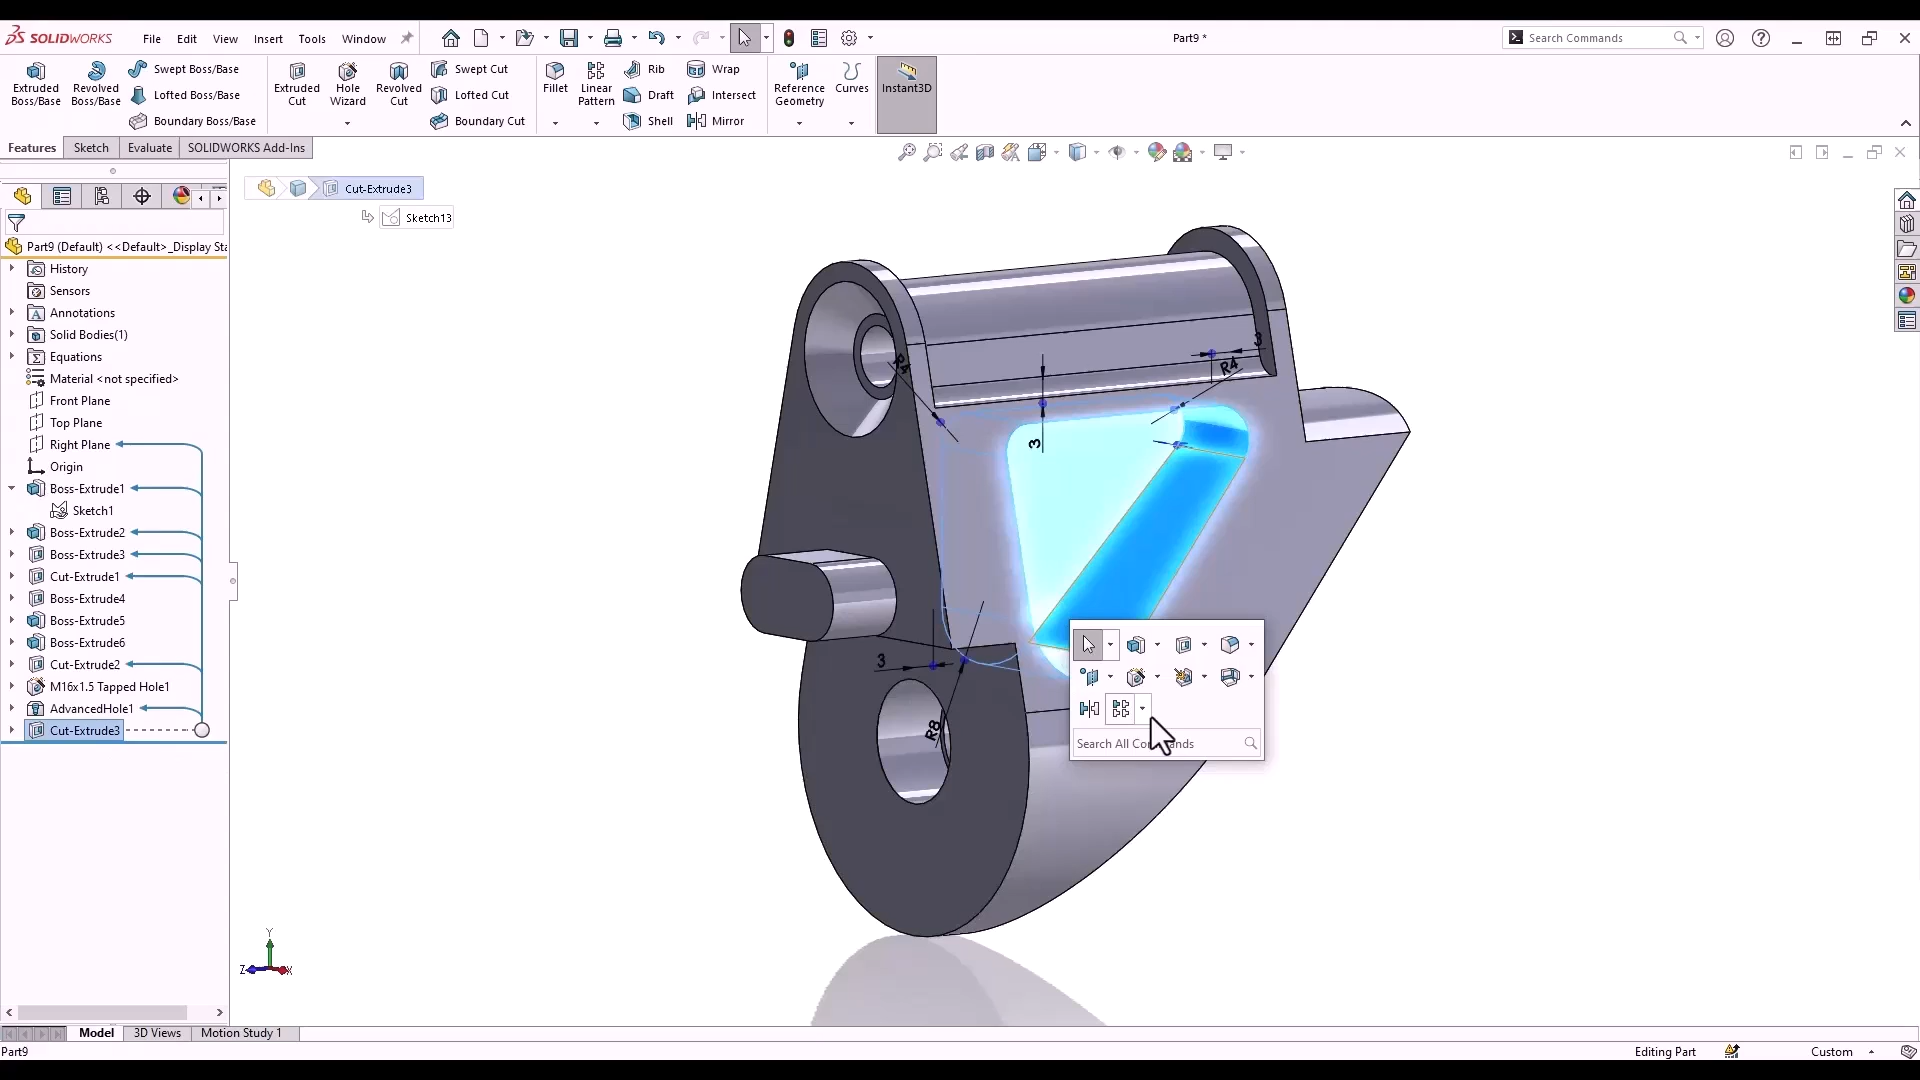 SOLIDWORKS File Edit View Insert Tools Window Part9 * Search Commands
Extruded Boss/Base Revolved Boss/Base Swept Boss/Base Lofted Boss/Base Boundary Boss/Base
Extruded Cut Hole Wizard Revolved Cut Swept Cut Lofted Cut Boundary Cut
Fillet Linear Pattern Rib Draft Shell Wrap Intersect Mirror
Reference Geometry Curves Instant3D
Features Sketch Evaluate SOLIDWORKS Add-Ins
Cut-Extrude3
Sketch13
Part9 (Default) <<Default>_Display Sta
History
Sensors
Annotations
Solid Bodies(1)
Equations
Material <not specified>
Front Plane
Top Plane
Right Plane
Origin
Boss-Extrude1
Sketch1
Boss-Extrude2
Boss-Extrude3
Cut-Extrude1
Boss-Extrude4
Boss-Extrude5
Boss-Extrude6
Cut-Extrude2
M16x1.5 Tapped Hole1
AdvancedHole1
Cut-Extrude3
R4
3
R4
3
3
R8
Search All
Z Y X
Model 3D Views Motion Study 1
Part9 Editing Part Custom